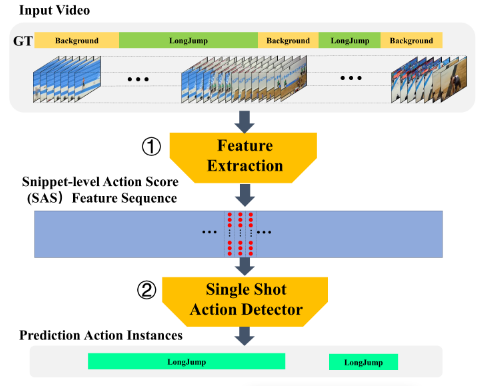 Input Video
GT Background LongJump Background LongJump Background
① Feature
Extraction
Snippet-level Action Score
(SAS) Feature Sequence
② Single Shot
Action Detector
Prediction Action Instances
LongJump LongJump